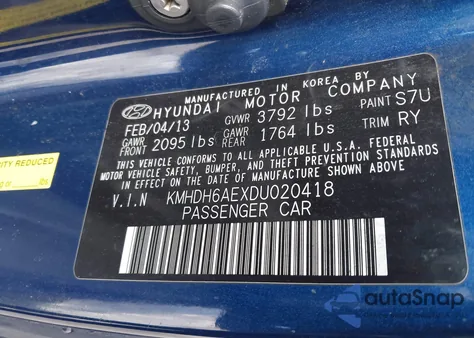 MANUFACTURED IN KOREA BY
HYUNDAI MOTOR COMPANY
FEB/04/13 GVWR 3792 lbs PAINT S7U
GAWR FRONT 2095 lbs GAWR REAR 1764 lbs TRIM RY
THIS VEHICLE CONFORMS TO ALL APPLICABLE U.S.A. FEDERAL
MOTOR VEHICLE SAFETY, BUMPER, AND THEFT PREVENTION
STANDARDS IN EFFECT ON THE DATE OF MANUFACTURE SHOWN ABOVE.
V.I.N KMHDH6AEXDU020418
PASSENGER CAR
REDUCED
or
lbs
autoSnap